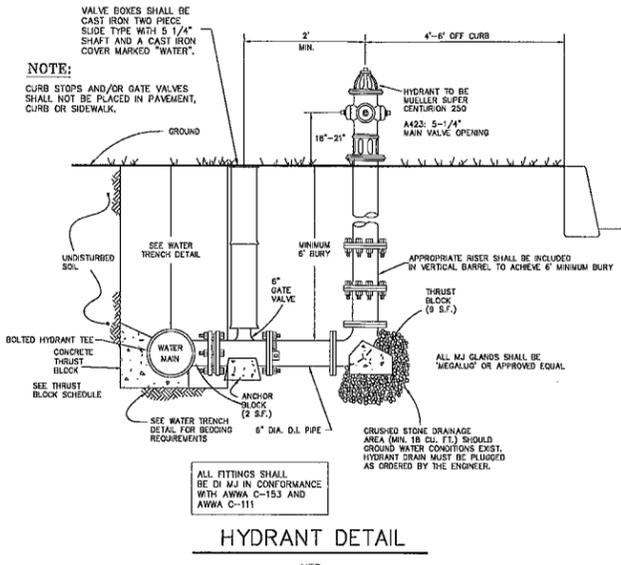 VALVE BOXES SHALL BE
CAST IRON TWO PIECE
SLIDE TYPE WITH 5 1/4"
SHAFT AND A CAST IRON
COVER MARKED "WATER".
NOTE:
CURB STOPS AND/OR GATE VALVES
SHALL NOT BE PLACED IN PAVEMENT,
CURB OR SIDEWALK.
2'
MIN.
4'-6' OFF CURB
HYDRANT TO BE
MUELLER SUPER
CENTURION 250
A423: 5-1/4"
MAIN VALVE OPENING
18"-21"
GROUND
UNDISTURBED
SOIL
SEE WATER
TRENCH DETAIL
MINIMUM
6' BURY
APPROPRIATE RISER SHALL BE INCLUDED
IN VERTICAL BARREL TO ACHIEVE 6' MINIMUM BURY
6"
GATE
VALVE
THRUST
BLOCK
(9 S.F.)
BOLTED HYDRANT TEE
WATER
MAIN
CONCRETE
THRUST
BLOCK
SEE THRUST
BLOCK SCHEDULE
ALL MJ GLANDS SHALL BE
'MEGALUG' OR APPROVED EQUAL
ANCHOR
BLOCK
(2 S.F.)
SEE WATER TRENCH
DETAIL FOR BEDDING
REQUIREMENTS
6" DIA. D.I. PIPE
CRUSHED STONE DRAINAGE
AREA (MIN. 18 CU. FT.) SHOULD
GROUND WATER CONDITIONS EXIST.
HYDRANT DRAIN MUST BE PLUGGED
AS ORDERED BY THE ENGINEER.
ALL FITTINGS SHALL
BE DI MJ IN CONFORMANCE
WITH AWWA C-153 AND
AWWA C-111
HYDRANT DETAIL